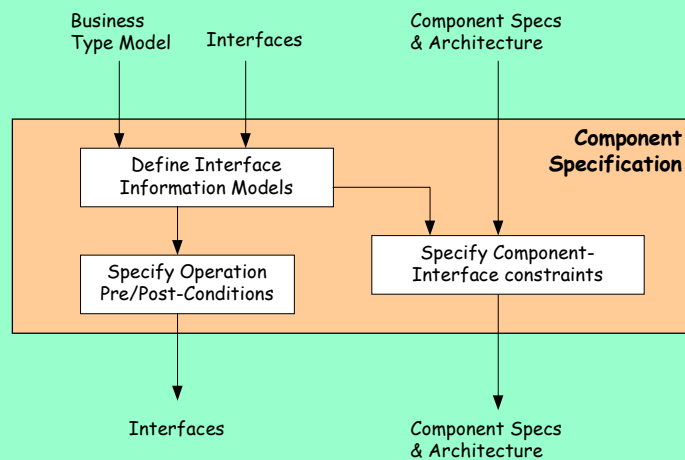 Business
Type Model
Interfaces
Component Specs
& Architecture
Component
Specification
Define Interface
Information Models
Specify Operation
Pre/Post-Conditions
Specify Component-
Interface constraints
Interfaces
Component Specs
& Architecture